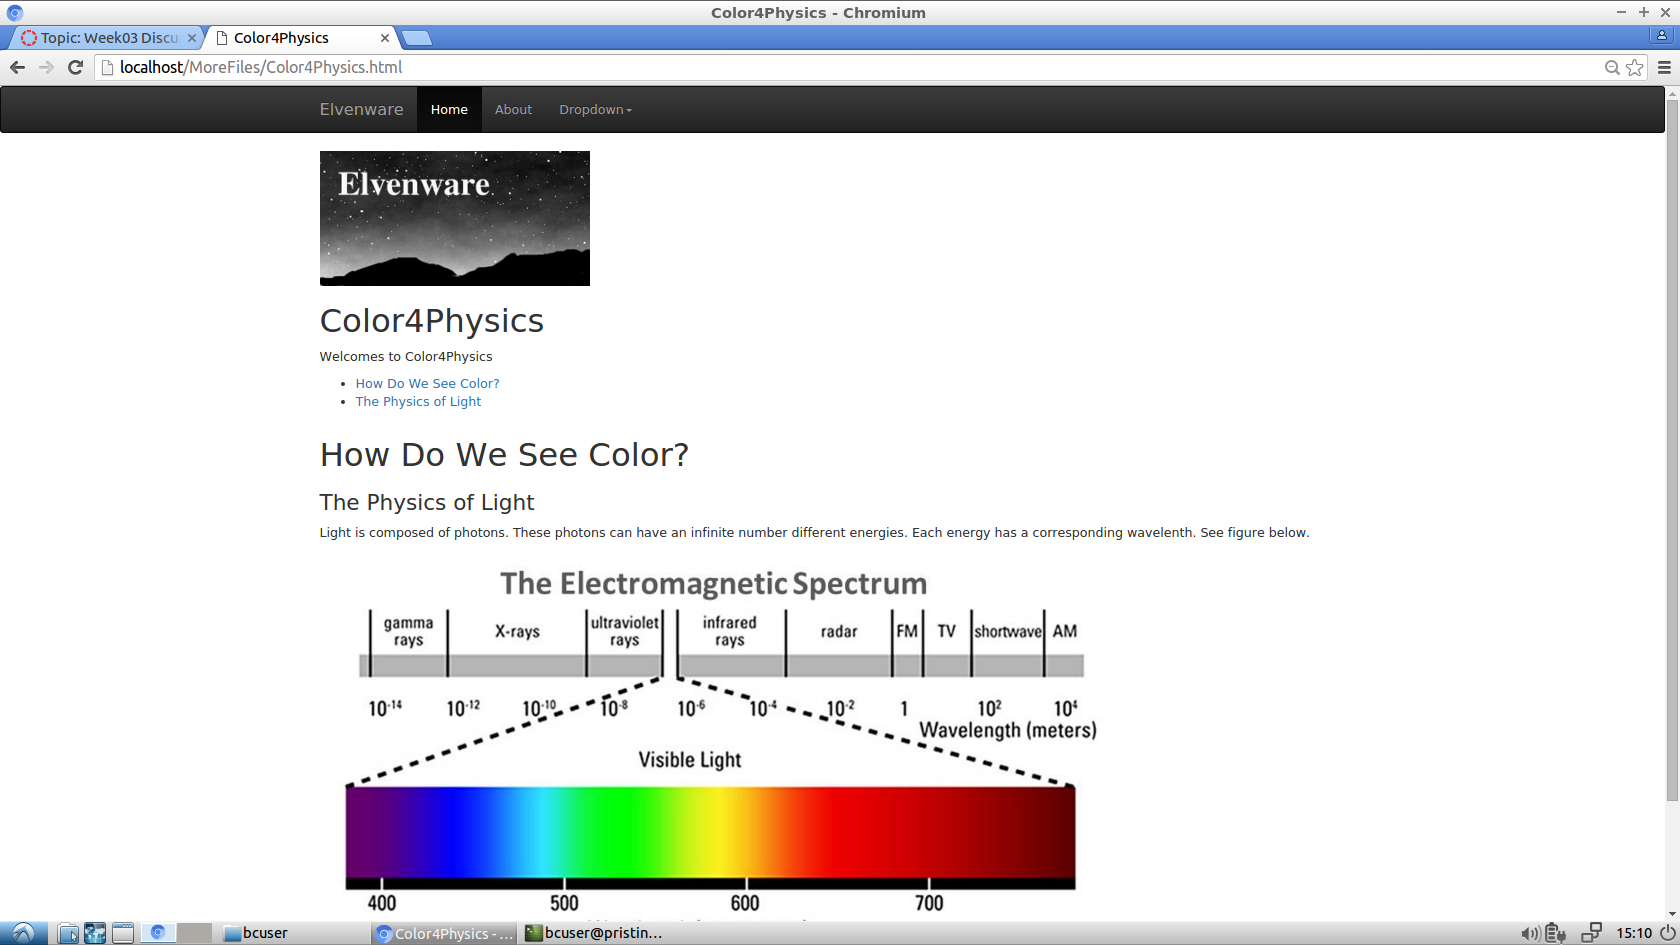 Color4Physics - Chromium
Topic: Week03 Discu
Color4Physics
localhost/MoreFiles/Color4Physics.html
Elvenware Home About Dropdown
Elvenware
Color4Physics
Welcomes to Color4Physics
How Do We See Color?
The Physics of Light
How Do We See Color?
The Physics of Light
Light is composed of photons. These photons can have an infinite number different energies. Each energy has a corresponding wavelenth. See figure below.
The Electromagnetic Spectrum
gamma rays X-rays ultraviolet rays infrared rays radar FM TV shortwave AM
10-14 10-12 10-10 10-8 10-6 10-4 10-2 1 102 104
Wavelength (meters)
Visible Light
400 500 600 700
bcuser Color4Physics - ... bcuser@pristin... 15:10